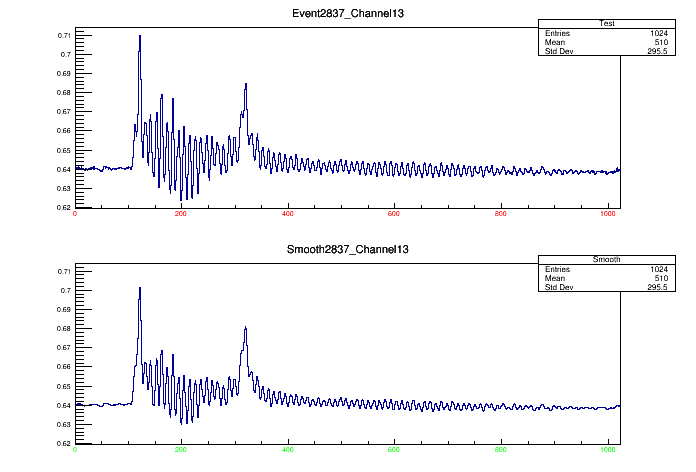 Event2837_Channel13
Test
Entries 1024
Mean 510
Std Dev 295.5
0.71
0.7
0.69
0.68
0.67
0.66
0.65
0.64
0.63
0.62
0 200 400 600 800 1000
Smooth2837_Channel13
Smooth
Entries 1024
Mean 510
Std Dev 295.5
0.71
0.7
0.69
0.68
0.67
0.66
0.65
0.64
0.63
0.62
0 200 400 600 800 1000